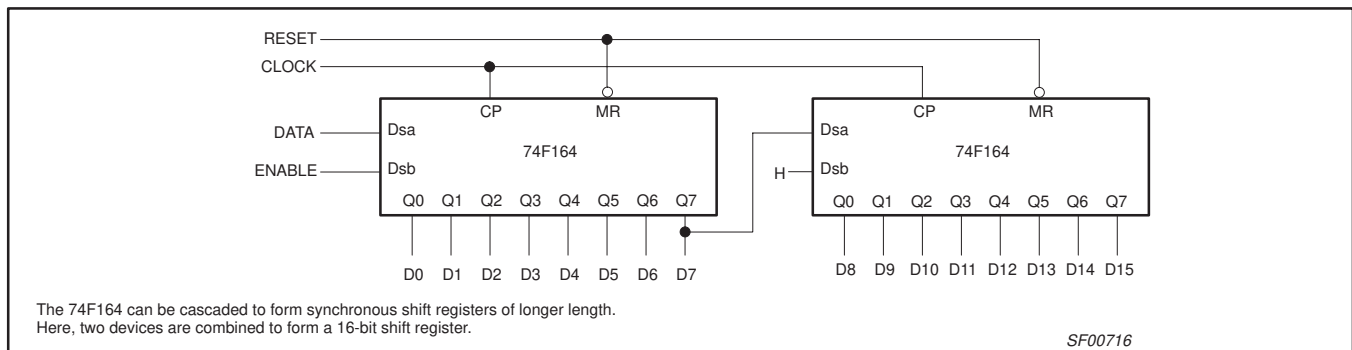 RESET
CLOCK
CP MR CP MR
DATA Dsa 74F164 Dsa 74F164
ENABLE Dsb H Dsb
Q0 Q1 Q2 Q3 Q4 Q5 Q6 Q7 Q0 Q1 Q2 Q3 Q4 Q5 Q6 Q7
D0 D1 D2 D3 D4 D5 D6 D7 D8 D9 D10 D11 D12 D13 D14 D15
The 74F164 can be cascaded to form synchronous shift registers of longer length.
Here, two devices are combined to form a 16-bit shift register.
SF00716